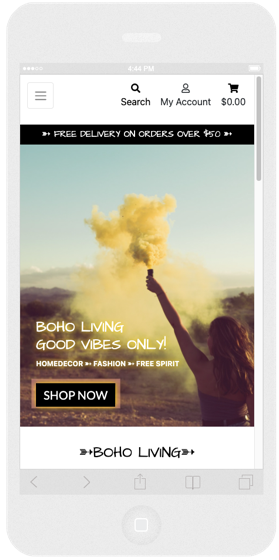 4:44 PM
Search
My Account
$0.00
➳ FREE DELIVERY ON ORDERS OVER $50 ➳
BOHO LIVING
GOOD VIBES ONLY!
HOMEDECOR ➳ FASHION ➳ FREE SPIRIT
SHOP NOW
➳BOHO LIVING➳